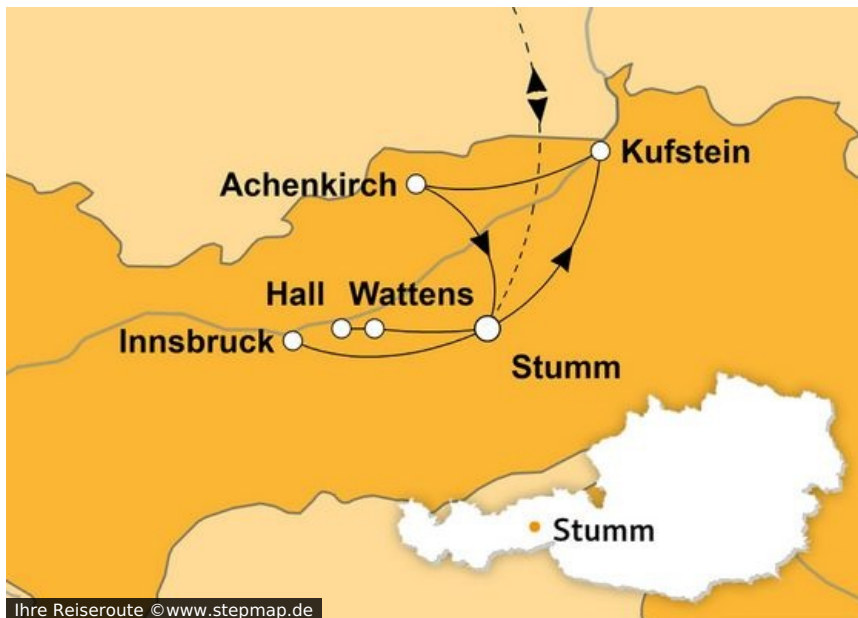 Kufstein
Achenkirch
Hall Wattens
Innsbruck
Stumm
Stumm
Ihre Reiseroute ©www.stepmap.de